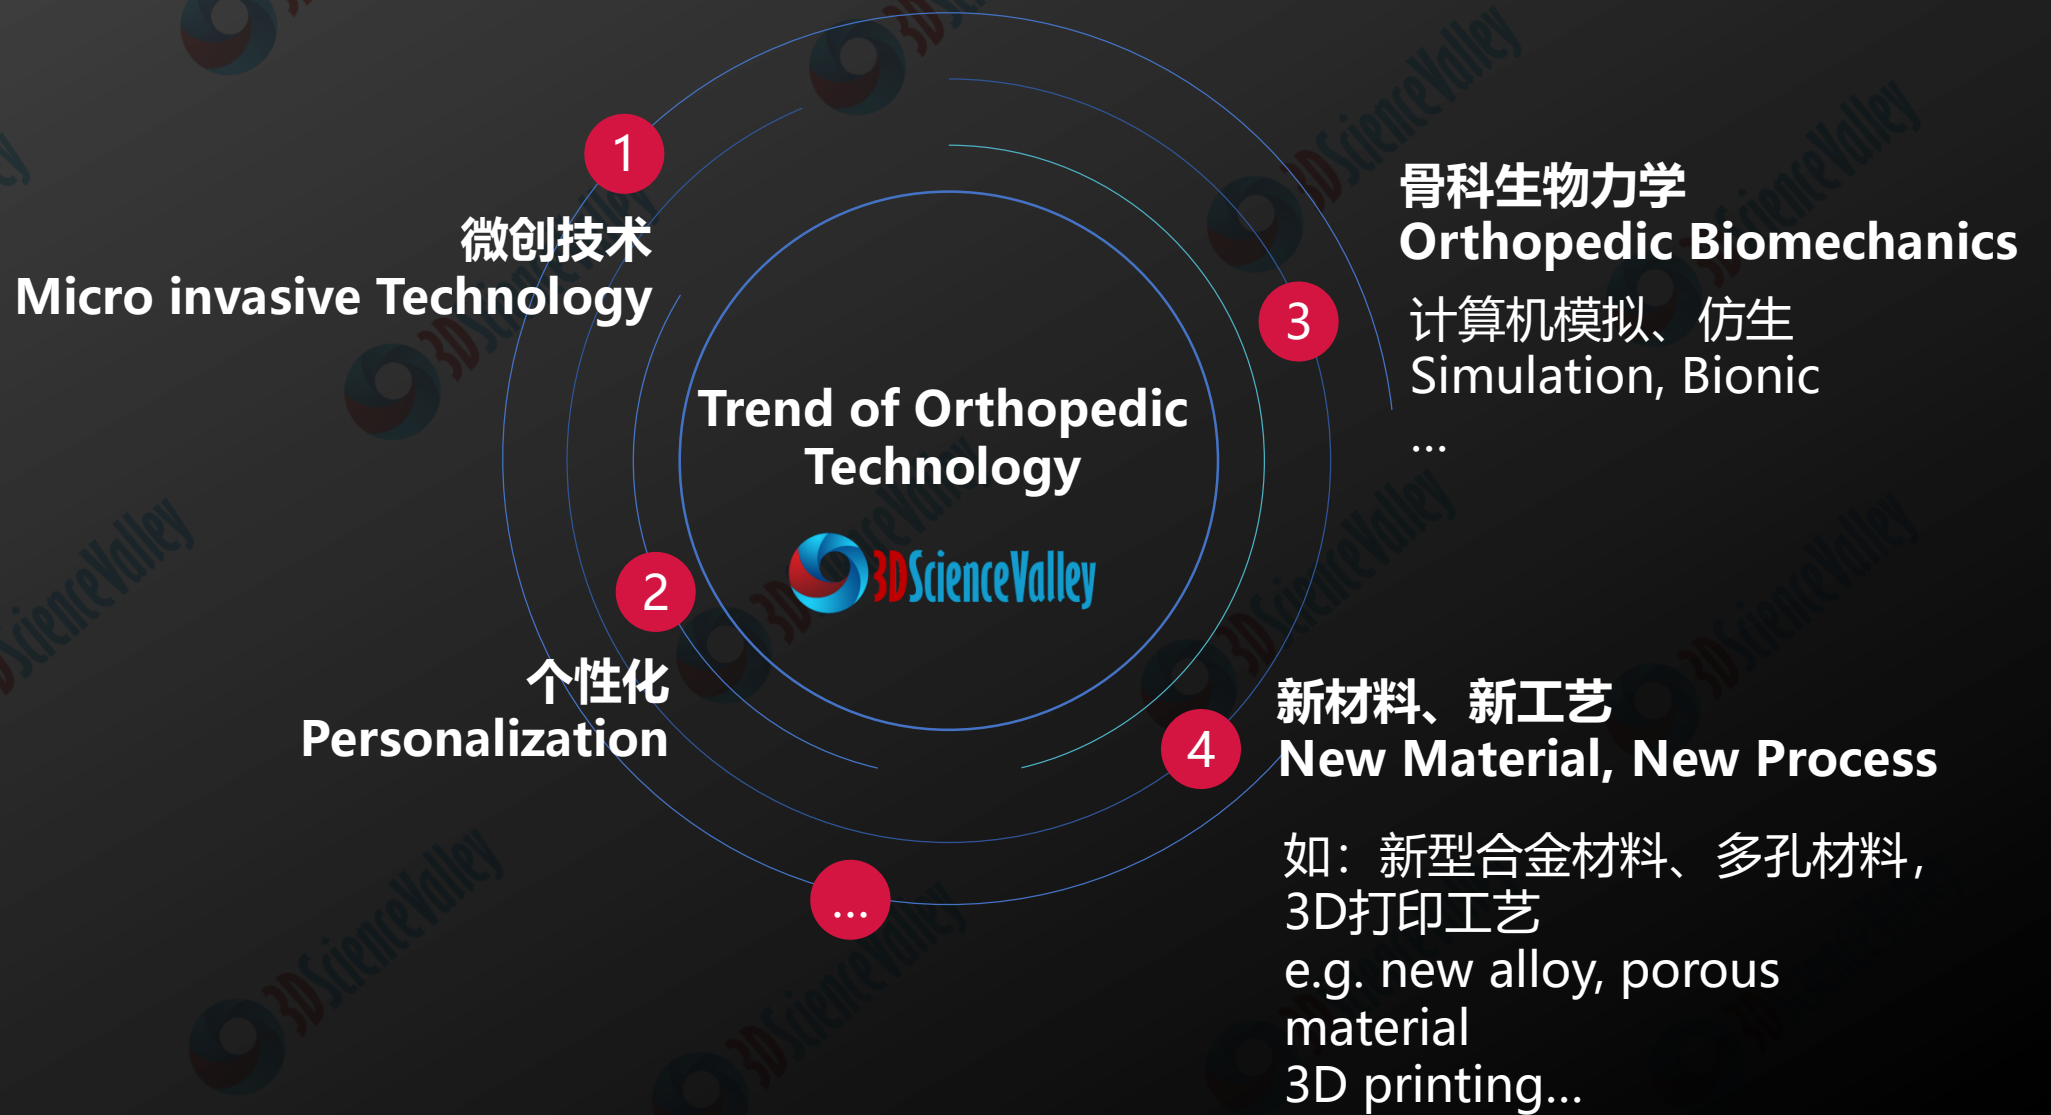 1
微创技术
Micro invasive Technology
2
个性化
Personalization
Trend of Orthopedic
Technology
3DScienceValley
3
骨科生物力学
Orthopedic Biomechanics
计算机模拟、仿生
Simulation, Bionic
...
4
新材料、新工艺
New Material, New Process
如：新型合金材料、多孔材料，
3D打印工艺
e.g. new alloy, porous
material
3D printing...
...